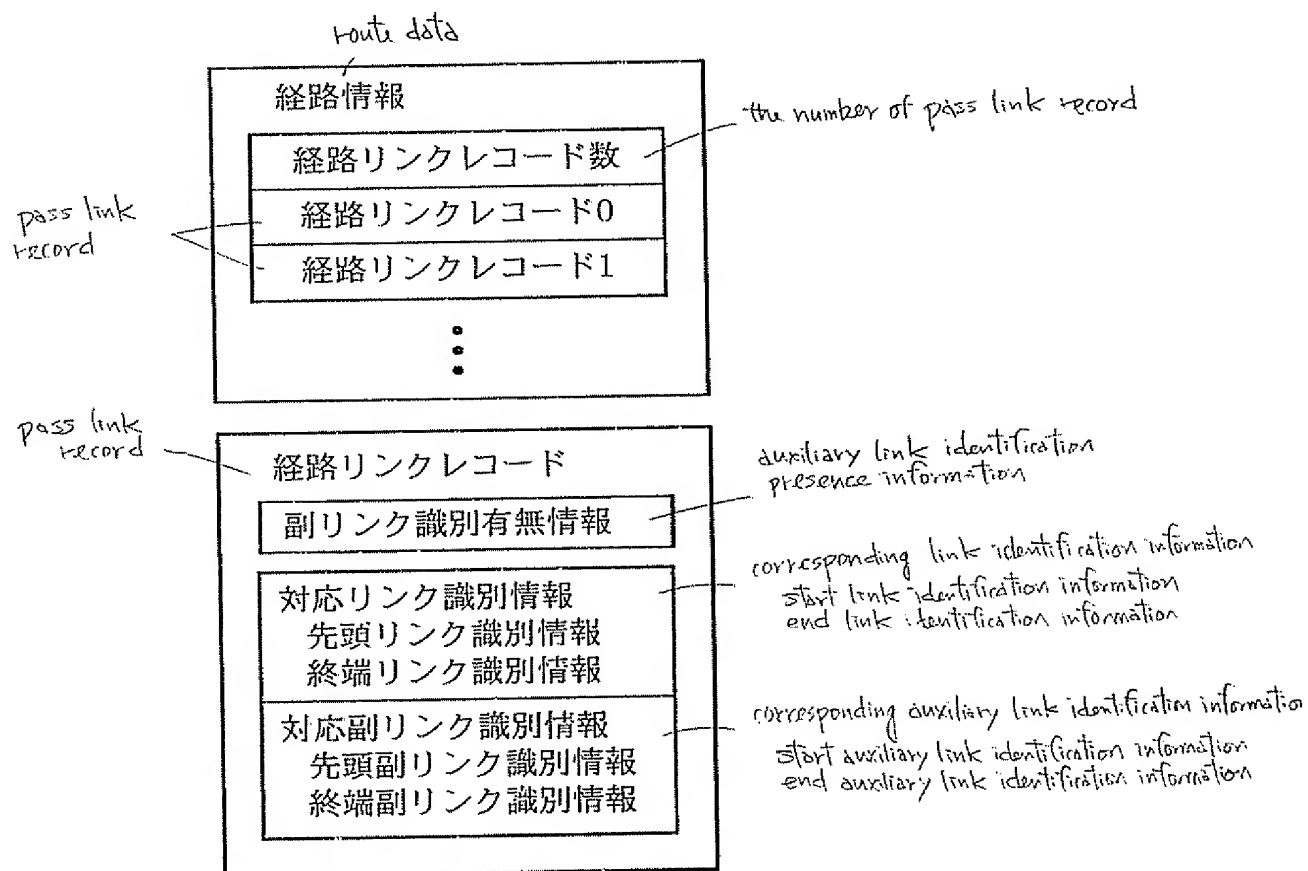 route data
経路情報
the number of pass link record
経路リンクレコード数
pass link
record
経路リンクレコード0
経路リンクレコード1
pass link
record
経路リンクレコード
auxiliary link identification
presence information
副リンク識別有無情報
corresponding link identification information
start link identification information
end link identification information
対応リンク識別情報
先頭リンク識別情報
終端リンク識別情報
corresponding auxiliary link identification information
start auxiliary link identification information
end auxiliary link identification information
対応副リンク識別情報
先頭副リンク識別情報
終端副リンク識別情報